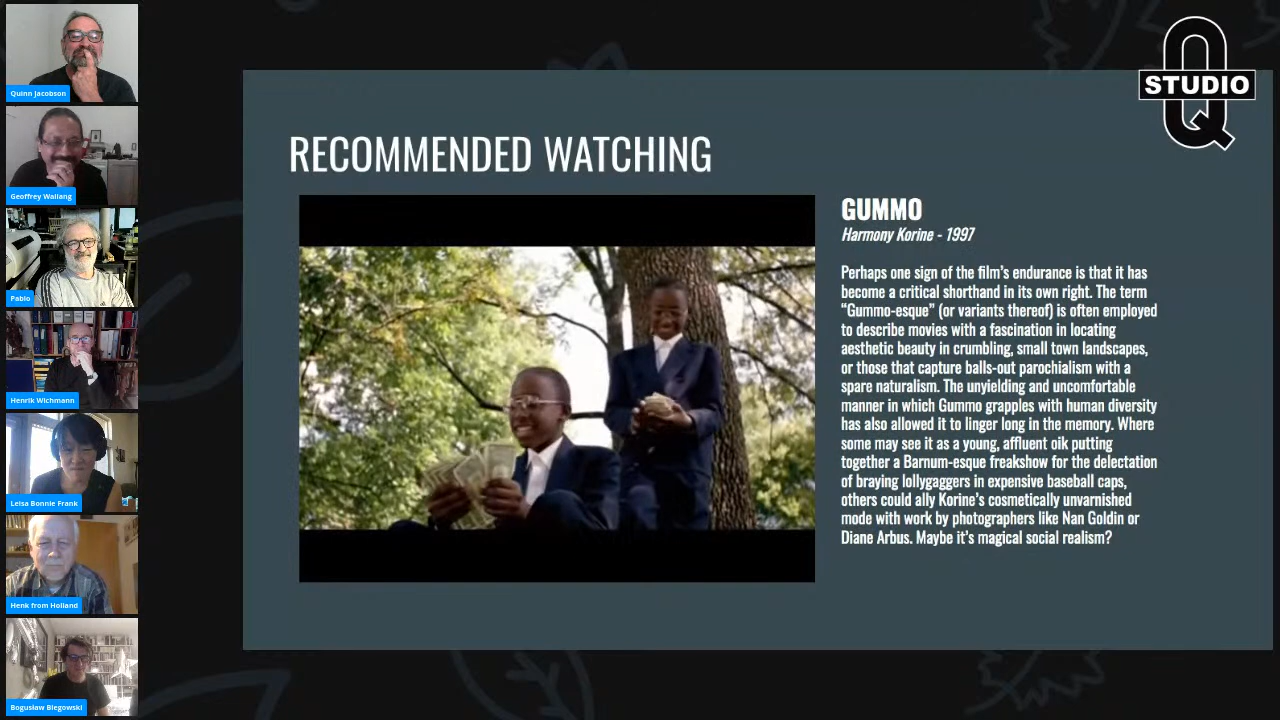 Quinn Jacobson
Geoffrey Wallang
Pablo
Henrik Wichmann
Leisa Bonnie Frank
Henk from Holland
Bogusław Biegowski
STUDIO
Q
RECOMMENDED WATCHING
GUMMO
Harmony Korine - 1997
Perhaps one sign of the film's endurance is that it has
become a critical shorthand in its own right. The term
“Gummo-esque” (or variants thereof) is often employed
to describe movies with a fascination in locating
aesthetic beauty in crumbling, small town landscapes,
or those that capture balls-out parochialism with a
spare naturalism. The unyielding and uncomfortable
manner in which Gummo grapples with human diversity
has also allowed it to linger long in the memory. Where
some may see it as a young, affluent oik putting
together a Barnum-esque freakshow for the delectation
of braying lollygaggers in expensive baseball caps,
others could ally Korine's cosmetically unvarnished
mode with work by photographers like Nan Goldin or
Diane Arbus. Maybe it's magical social realism?